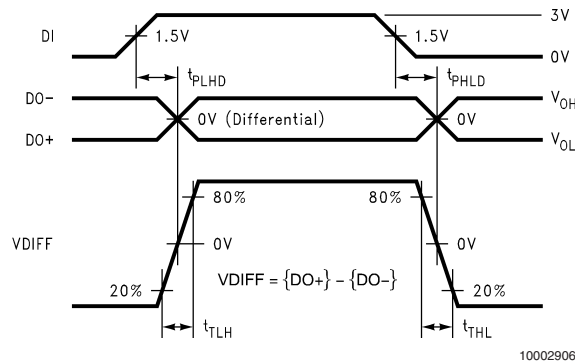 3V
DI
1.5V
1.5V
0V
tPLHD
tPHLD
DO-
VOH
0V (Differential)
0V
DO+
VOL
80%
80%
VDIFF
0V
0V
VDIFF = {DO+} – {DO–}
20%
20%
tTLH
tTHL
10002906